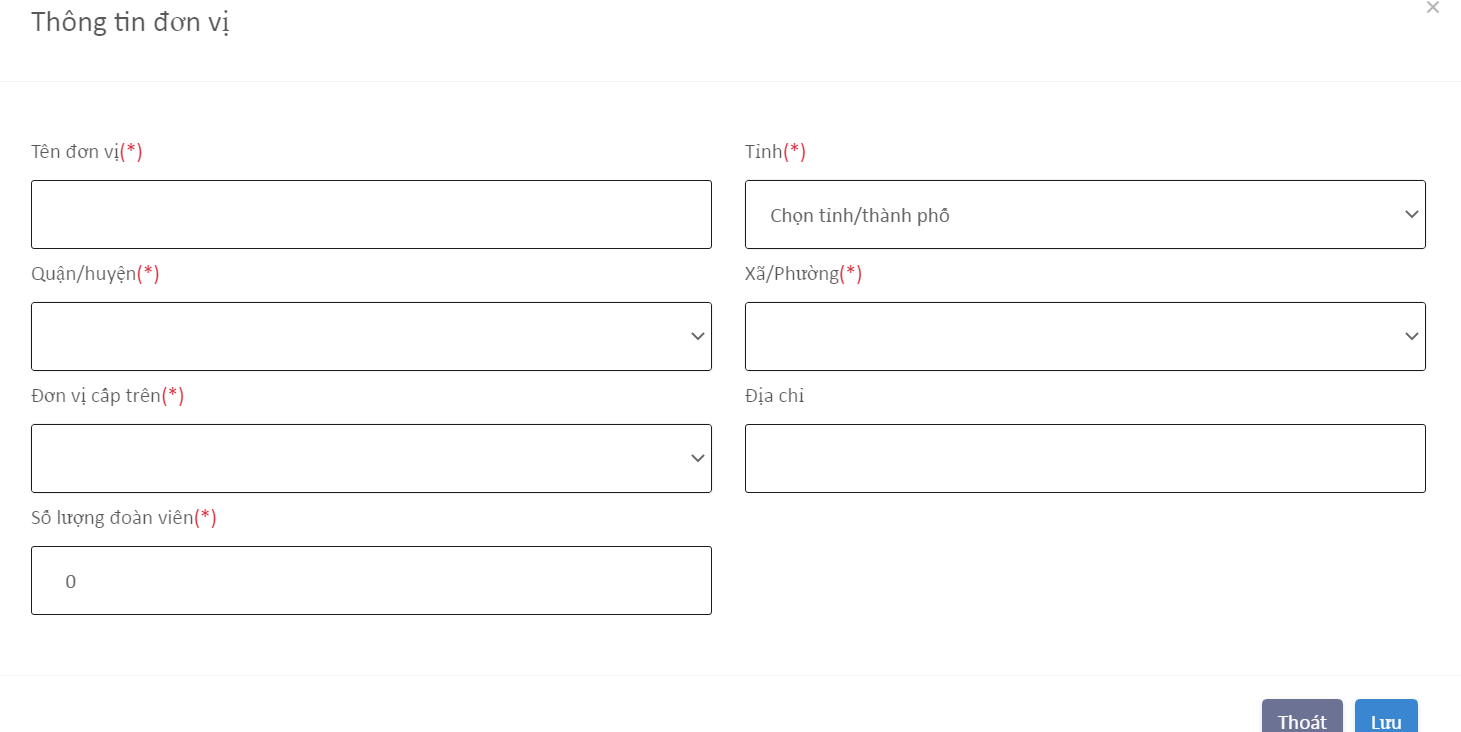 Thông tin đơn vị
×
Tên đơn vị(*)
Tỉnh(*)
Chọn tỉnh/thành phố
Quận/huyện(*)
Xã/Phường(*)
Đơn vị cấp trên(*)
Địa chỉ
Số lượng đoàn viên(*)
0
Thoát
Lưu